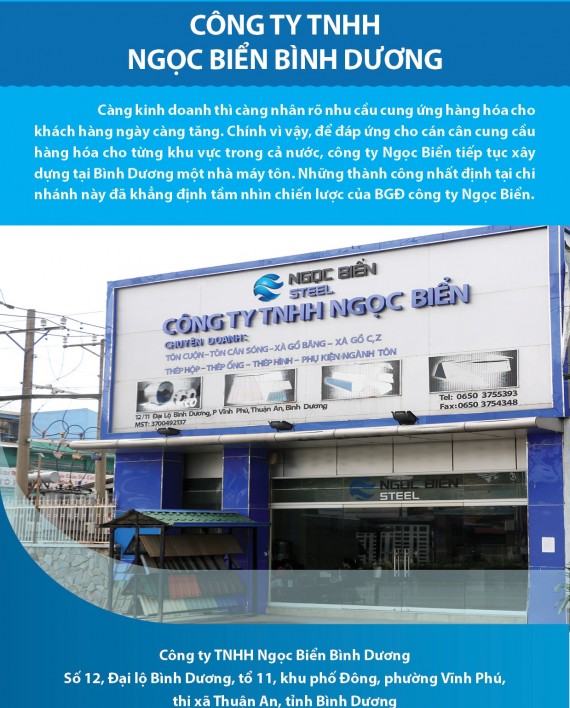 CÔNG TY TNHH
NGỌC BIỂN BÌNH DƯƠNG
Càng kinh doanh thì càng nhân rõ nhu cầu cung ứng hàng hóa cho
khách hàng ngày càng tăng. Chính vì vậy, để đáp ứng cho cán cân cung cầu
hàng hóa cho từng khu vực trong cả nước, công ty Ngọc Biển tiếp tục xây
dựng tại Bình Dương một nhà máy tôn. Những thành công nhất định tại chi
nhánh này đã khẳng định tầm nhìn chiến lược của BGĐ công ty Ngọc Biển.
NGỌC BIỂN
STEEL
CÔNG TY TNHH NGỌC BIỂN
CHUYÊN DOANH:
TÔN CUỘN-TÔN CÁN SÓNG-XÀ GỒ BĂNG-XÀ GỒ C,Z
THÉP HỘP-THÉP ỐNG-THÉP HÌNH-PHỤ KIỆN NGÀNH TÔN
12/11 Đại Lộ Bình Dương, P Vĩnh Phú, Thuận An, Bình Dương
MST: 3700492137
Tel: 0650 3755393
Fax: 0650 3754348
NGỌC BIỂN
STEEL
Công ty TNHH Ngọc Biển Bình Dương
Số 12, Đại lộ Bình Dương, tổ 11, khu phố Đông, phường Vĩnh Phú,
thị xã Thuận An, tỉnh Bình Dương